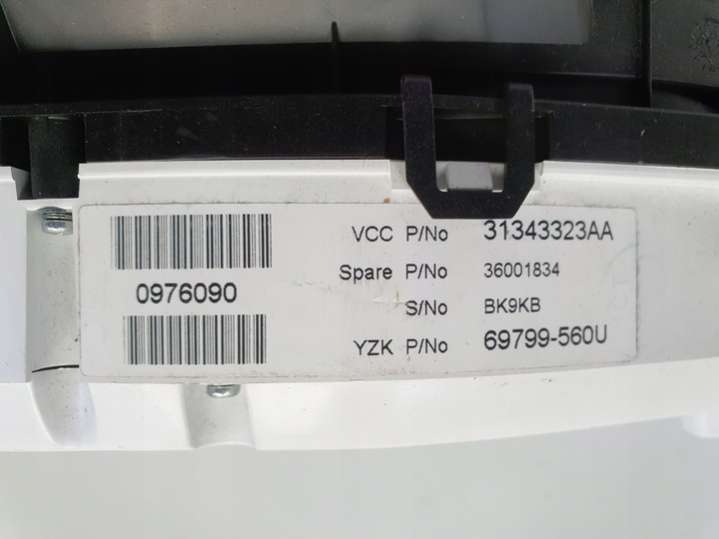 VCC P/No 31343323AA
Spare P/No 36001834
0976090
S/No BK9KB
YZK P/No 69799-560U